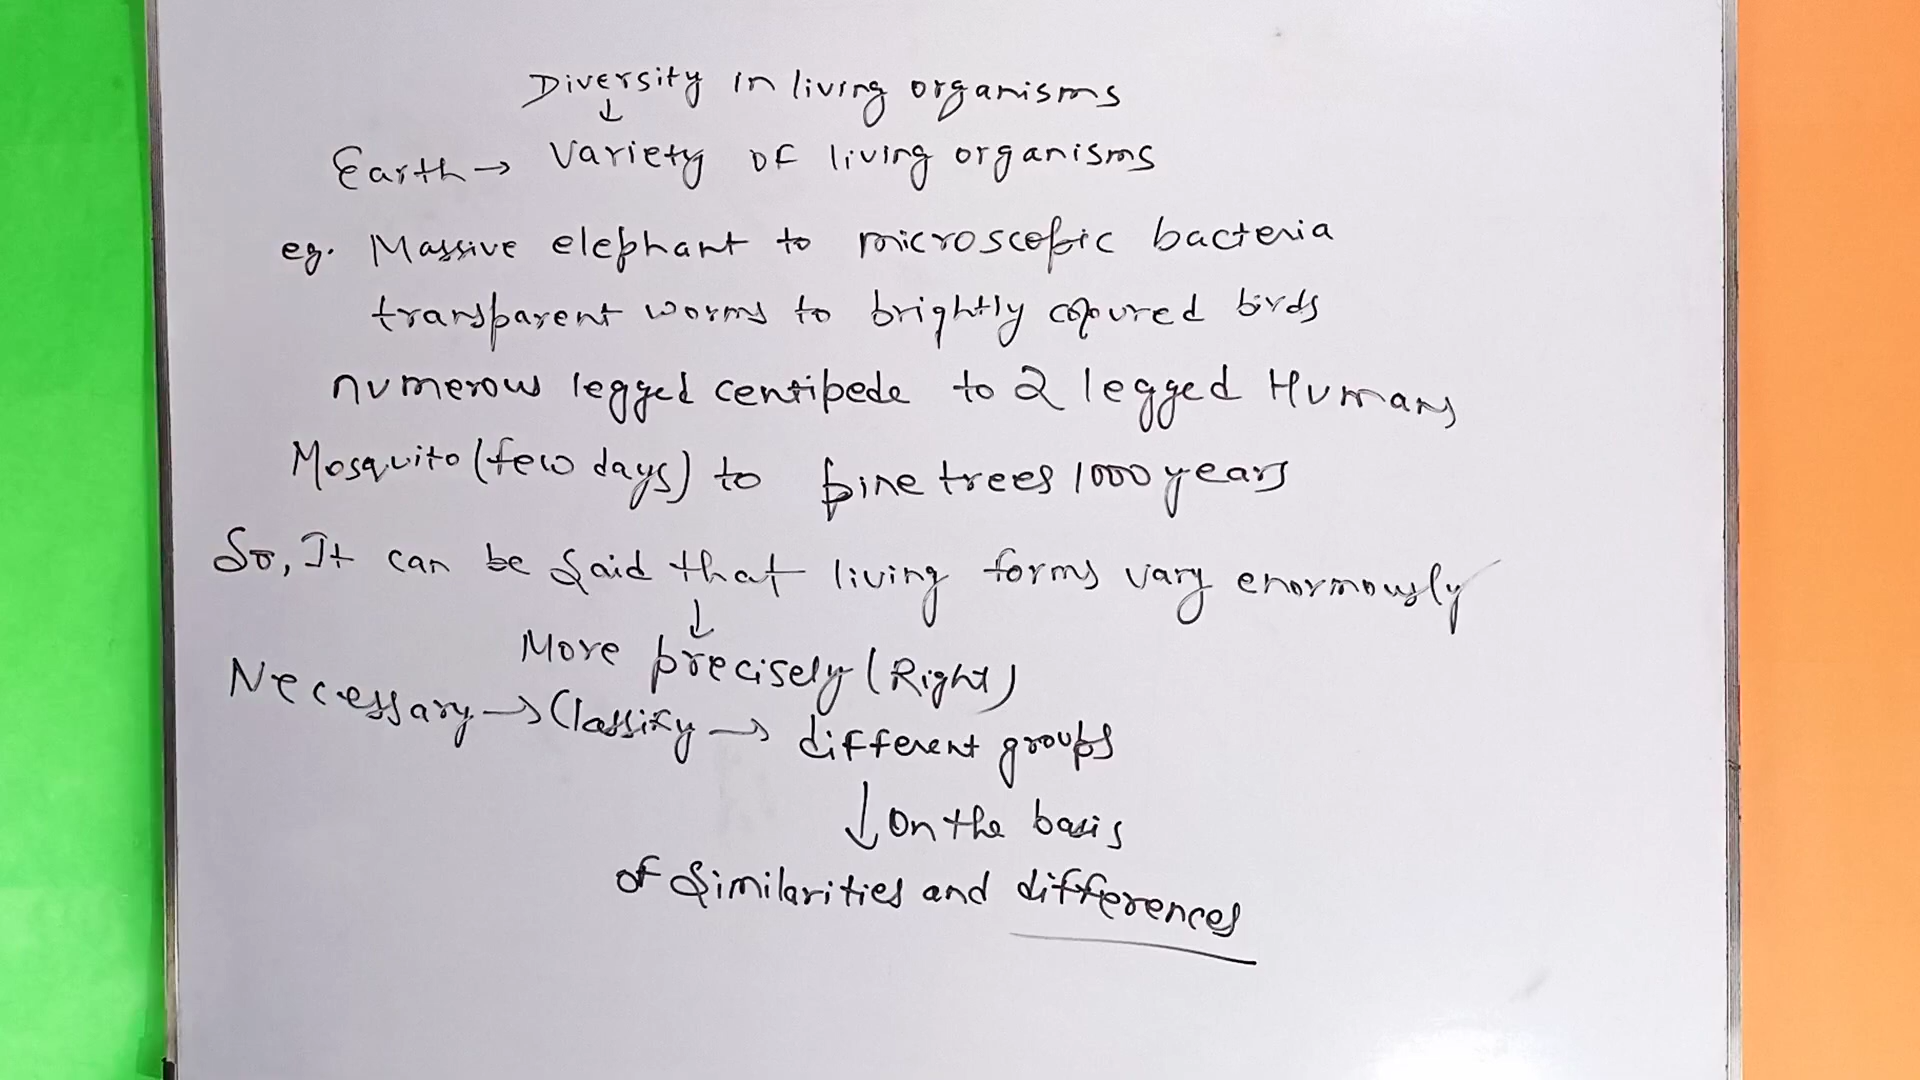 Diversity in living organisms
↓
Earth → Variety of living organisms
eg. Massive elephant to microscopic bacteria
transparent worms to brightly coloured birds
numerous legged centipede to 2 legged Humans
Mosquito (few days) to pine trees 1000 years
So, It can be said that living forms vary enormously
↓
More precisely (Right)
Necessary → Classify → different groups
↓ On the basis
of Similarities and differences